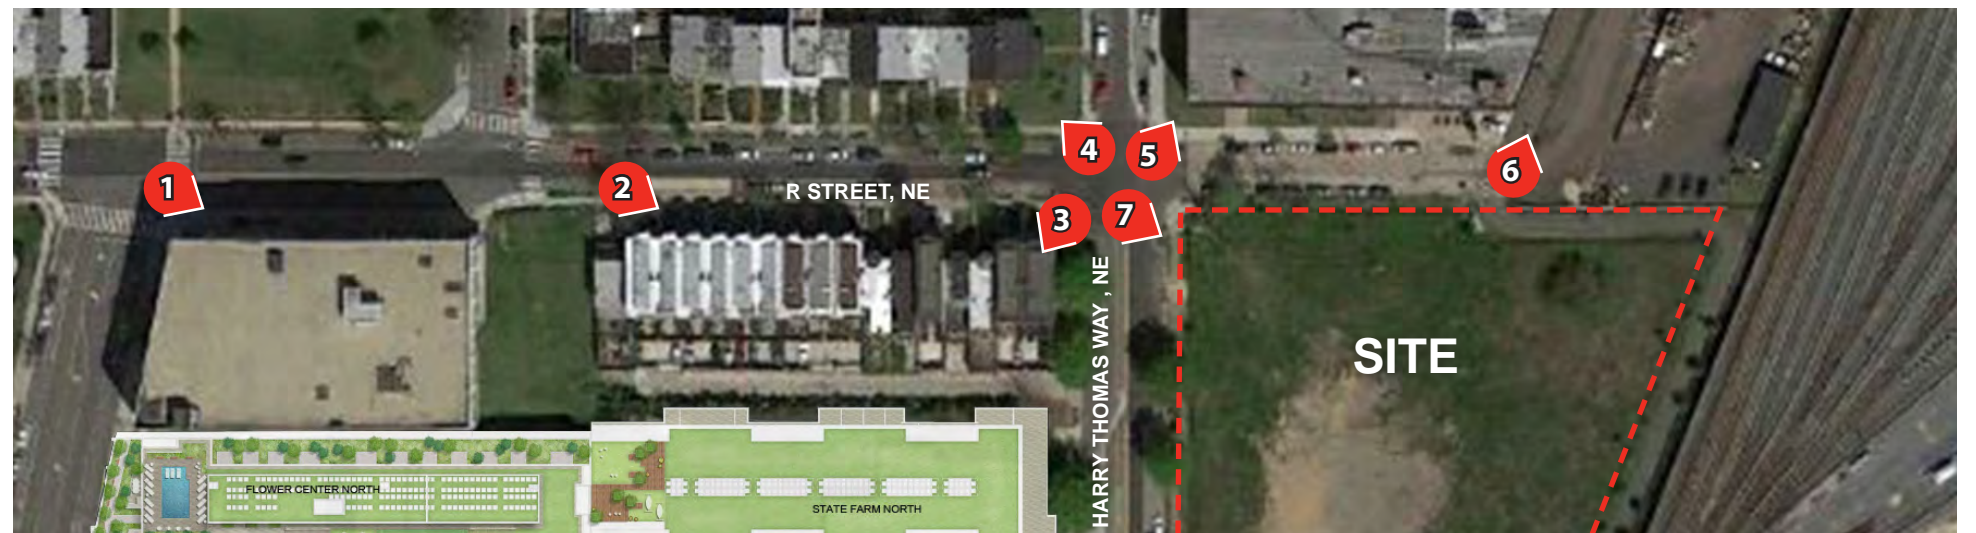 4
5
6
1
2
R STREET, NE
3
7
HARRY THOMAS WAY , NE
SITE
FLOWER CENTER NORTH
STATE FARM NORTH